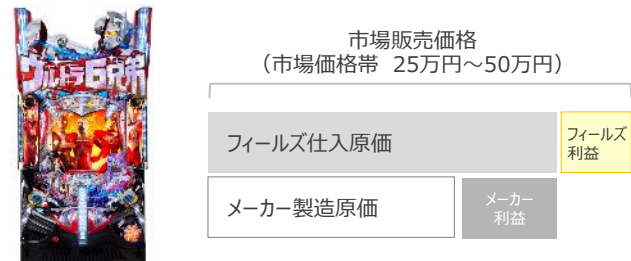 ウルトラ6兄弟
市場販売価格
（市場価格帯 25万円～50万円）
フィールズ仕入原価
フィールズ
利益
メーカー製造原価
メーカー
利益